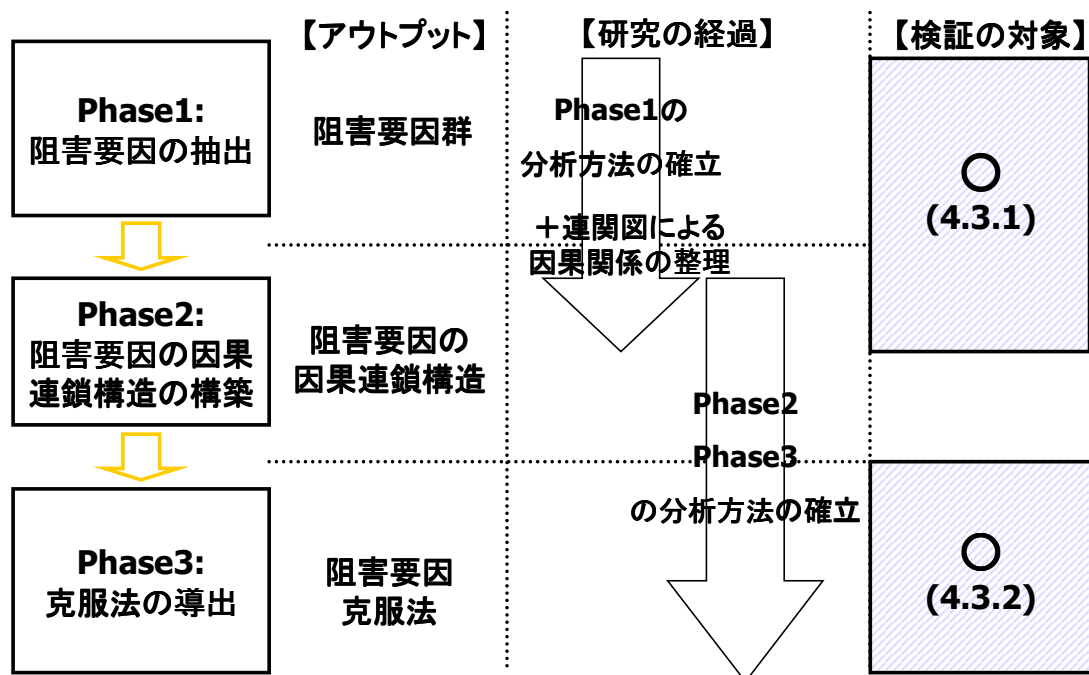 【アウトプット】
【研究の経過】
【検証の対象】
Phase1:
阻害要因の抽出
阻害要因群
Phase1の
分析方法の確立
＋連関図による
因果関係の整理
○
(4.3.1)
Phase2:
阻害要因の因果
連鎖構造の構築
阻害要因の
因果連鎖構造
Phase2
Phase3
の分析方法の確立
Phase3:
克服法の導出
阻害要因
克服法
○
(4.3.2)